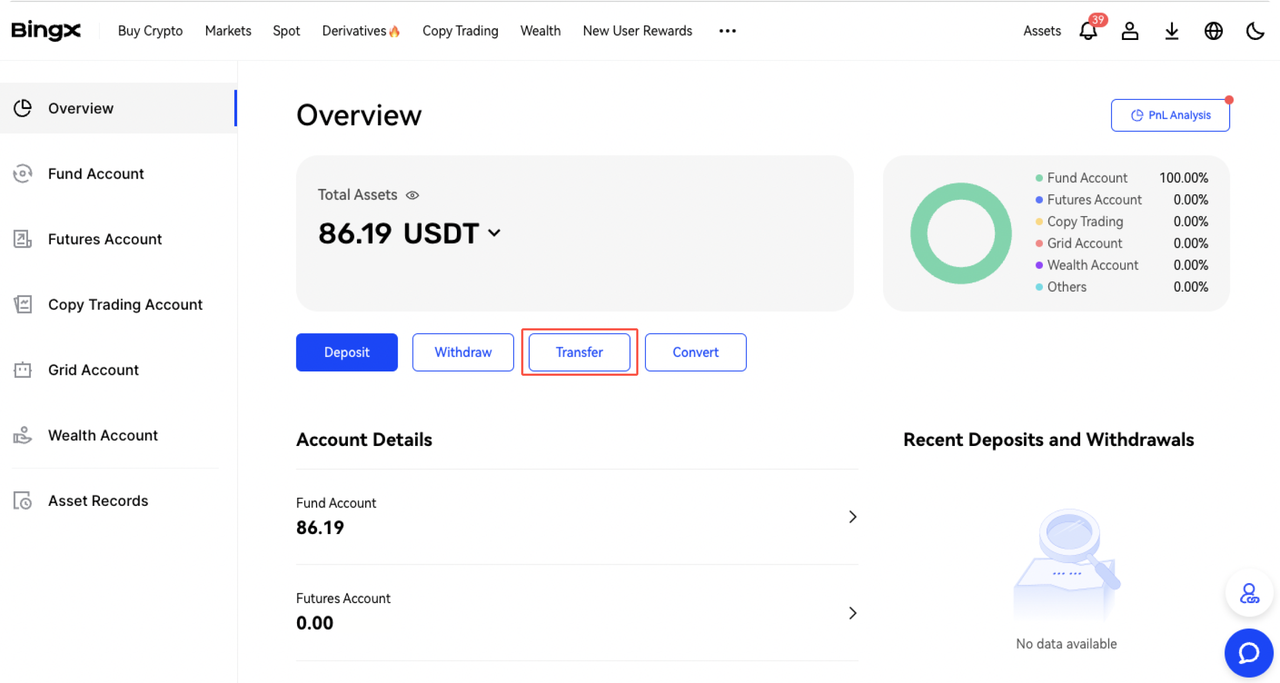 BingX Buy Crypto Markets Spot Derivatives🔥 Copy Trading Wealth New User Rewards ••• Assets 39
Overview
Fund Account
Futures Account
Copy Trading Account
Grid Account
Wealth Account
Asset Records
Overview
PnL Analysis
Total Assets
86.19 USDT
Fund Account 100.00%
Futures Account 0.00%
Copy Trading 0.00%
Grid Account 0.00%
Wealth Account 0.00%
Others 0.00%
Deposit Withdraw Transfer Convert
Account Details
Fund Account
86.19
Futures Account
0.00
Recent Deposits and Withdrawals
No data available